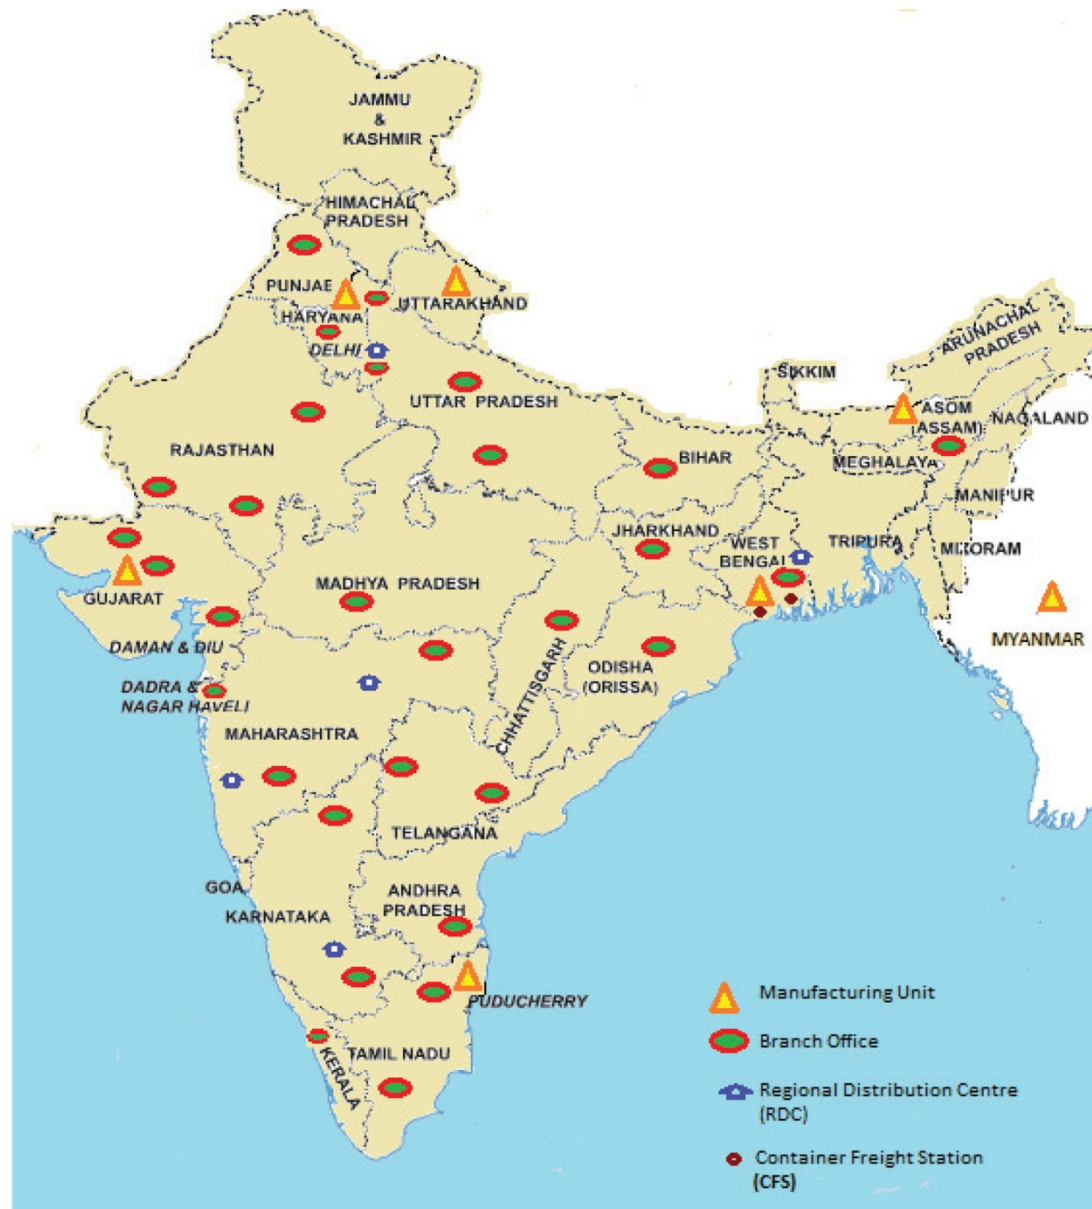 JAMMU
&
KASHMIR
HIMACHAL
PRADESH
PUNJAB
UTTARAKHAND
HARYANA
DELHI
ARUNACHAL
PRADESH
SIKKIM
UTTAR PRADESH
ASOM
(ASSAM)
NAGALAND
RAJASTHAN
BIHAR
MEGHALAYA
MANIPUR
JHARKHAND
WEST
BENGAL
TRIPURA
MIZORAM
MADHYA PRADESH
GUJARAT
MYANMAR
DAMAN & DIU
ODISHA
(ORISSA)
DADRA &
NAGAR HAVELI
CHHATTISGARH
MAHARASHTRA
TELANGANA
GOA
ANDHRA
PRADESH
KARNATAKA
PUDUCHERRY
TAMIL NADU
KERALA
Manufacturing Unit
Branch Office
Regional Distribution Centre
(RDC)
Container Freight Station
(CFS)